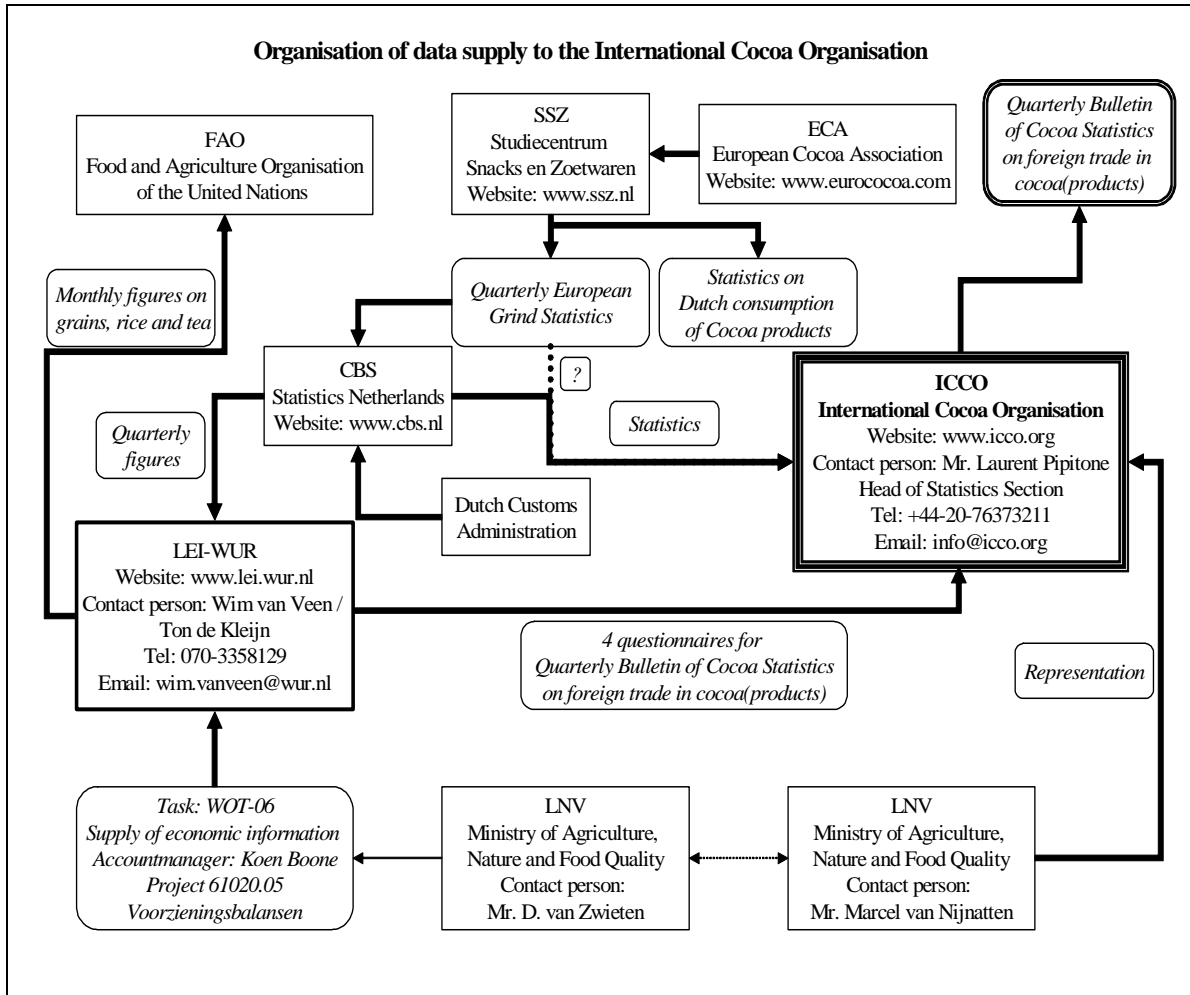 Organisation of data supply to the International Cocoa Organisation
FAO
Food and Agriculture Organisation
of the United Nations
SSZ
Studiecentrum
Snacks en Zoetwaren
Website: www.ssz.nl
ECA
European Cocoa Association
Website: www.eurococoa.com
Quarterly Bulletin
of Cocoa Statistics
on foreign trade in
cocoa(products)
Monthly figures on
grains, rice and tea
Quarterly European
Grind Statistics
Statistics on
Dutch consumption
of Cocoa products
CBS
Statistics Netherlands
Website: www.cbs.nl
?
Statistics
ICCO
International Cocoa Organisation
Website: www.icco.org
Contact person: Mr. Laurent Pipitone
Head of Statistics Section
Tel: +44-20-76373211
Email: info@icco.org
Quarterly
figures
Dutch Customs
Administration
LEI-WUR
Website: www.lei.wur.nl
Contact person: Wim van Veen /
Ton de Kleijn
Tel: 070-3358129
Email: wim.vanveen@wur.nl
4 questionnaires for
Quarterly Bulletin of Cocoa Statistics
on foreign trade in cocoa(products)
Representation
Task: WOT-06
Supply of economic information
Accountmanager: Koen Boone
Project 61020.05
Voorzieningsbalansen
LNV
Ministry of Agriculture,
Nature and Food Quality
Contact person:
Mr. D. van Zwieten
LNV
Ministry of Agriculture,
Nature and Food Quality
Contact person:
Mr. Marcel van Nijnatten